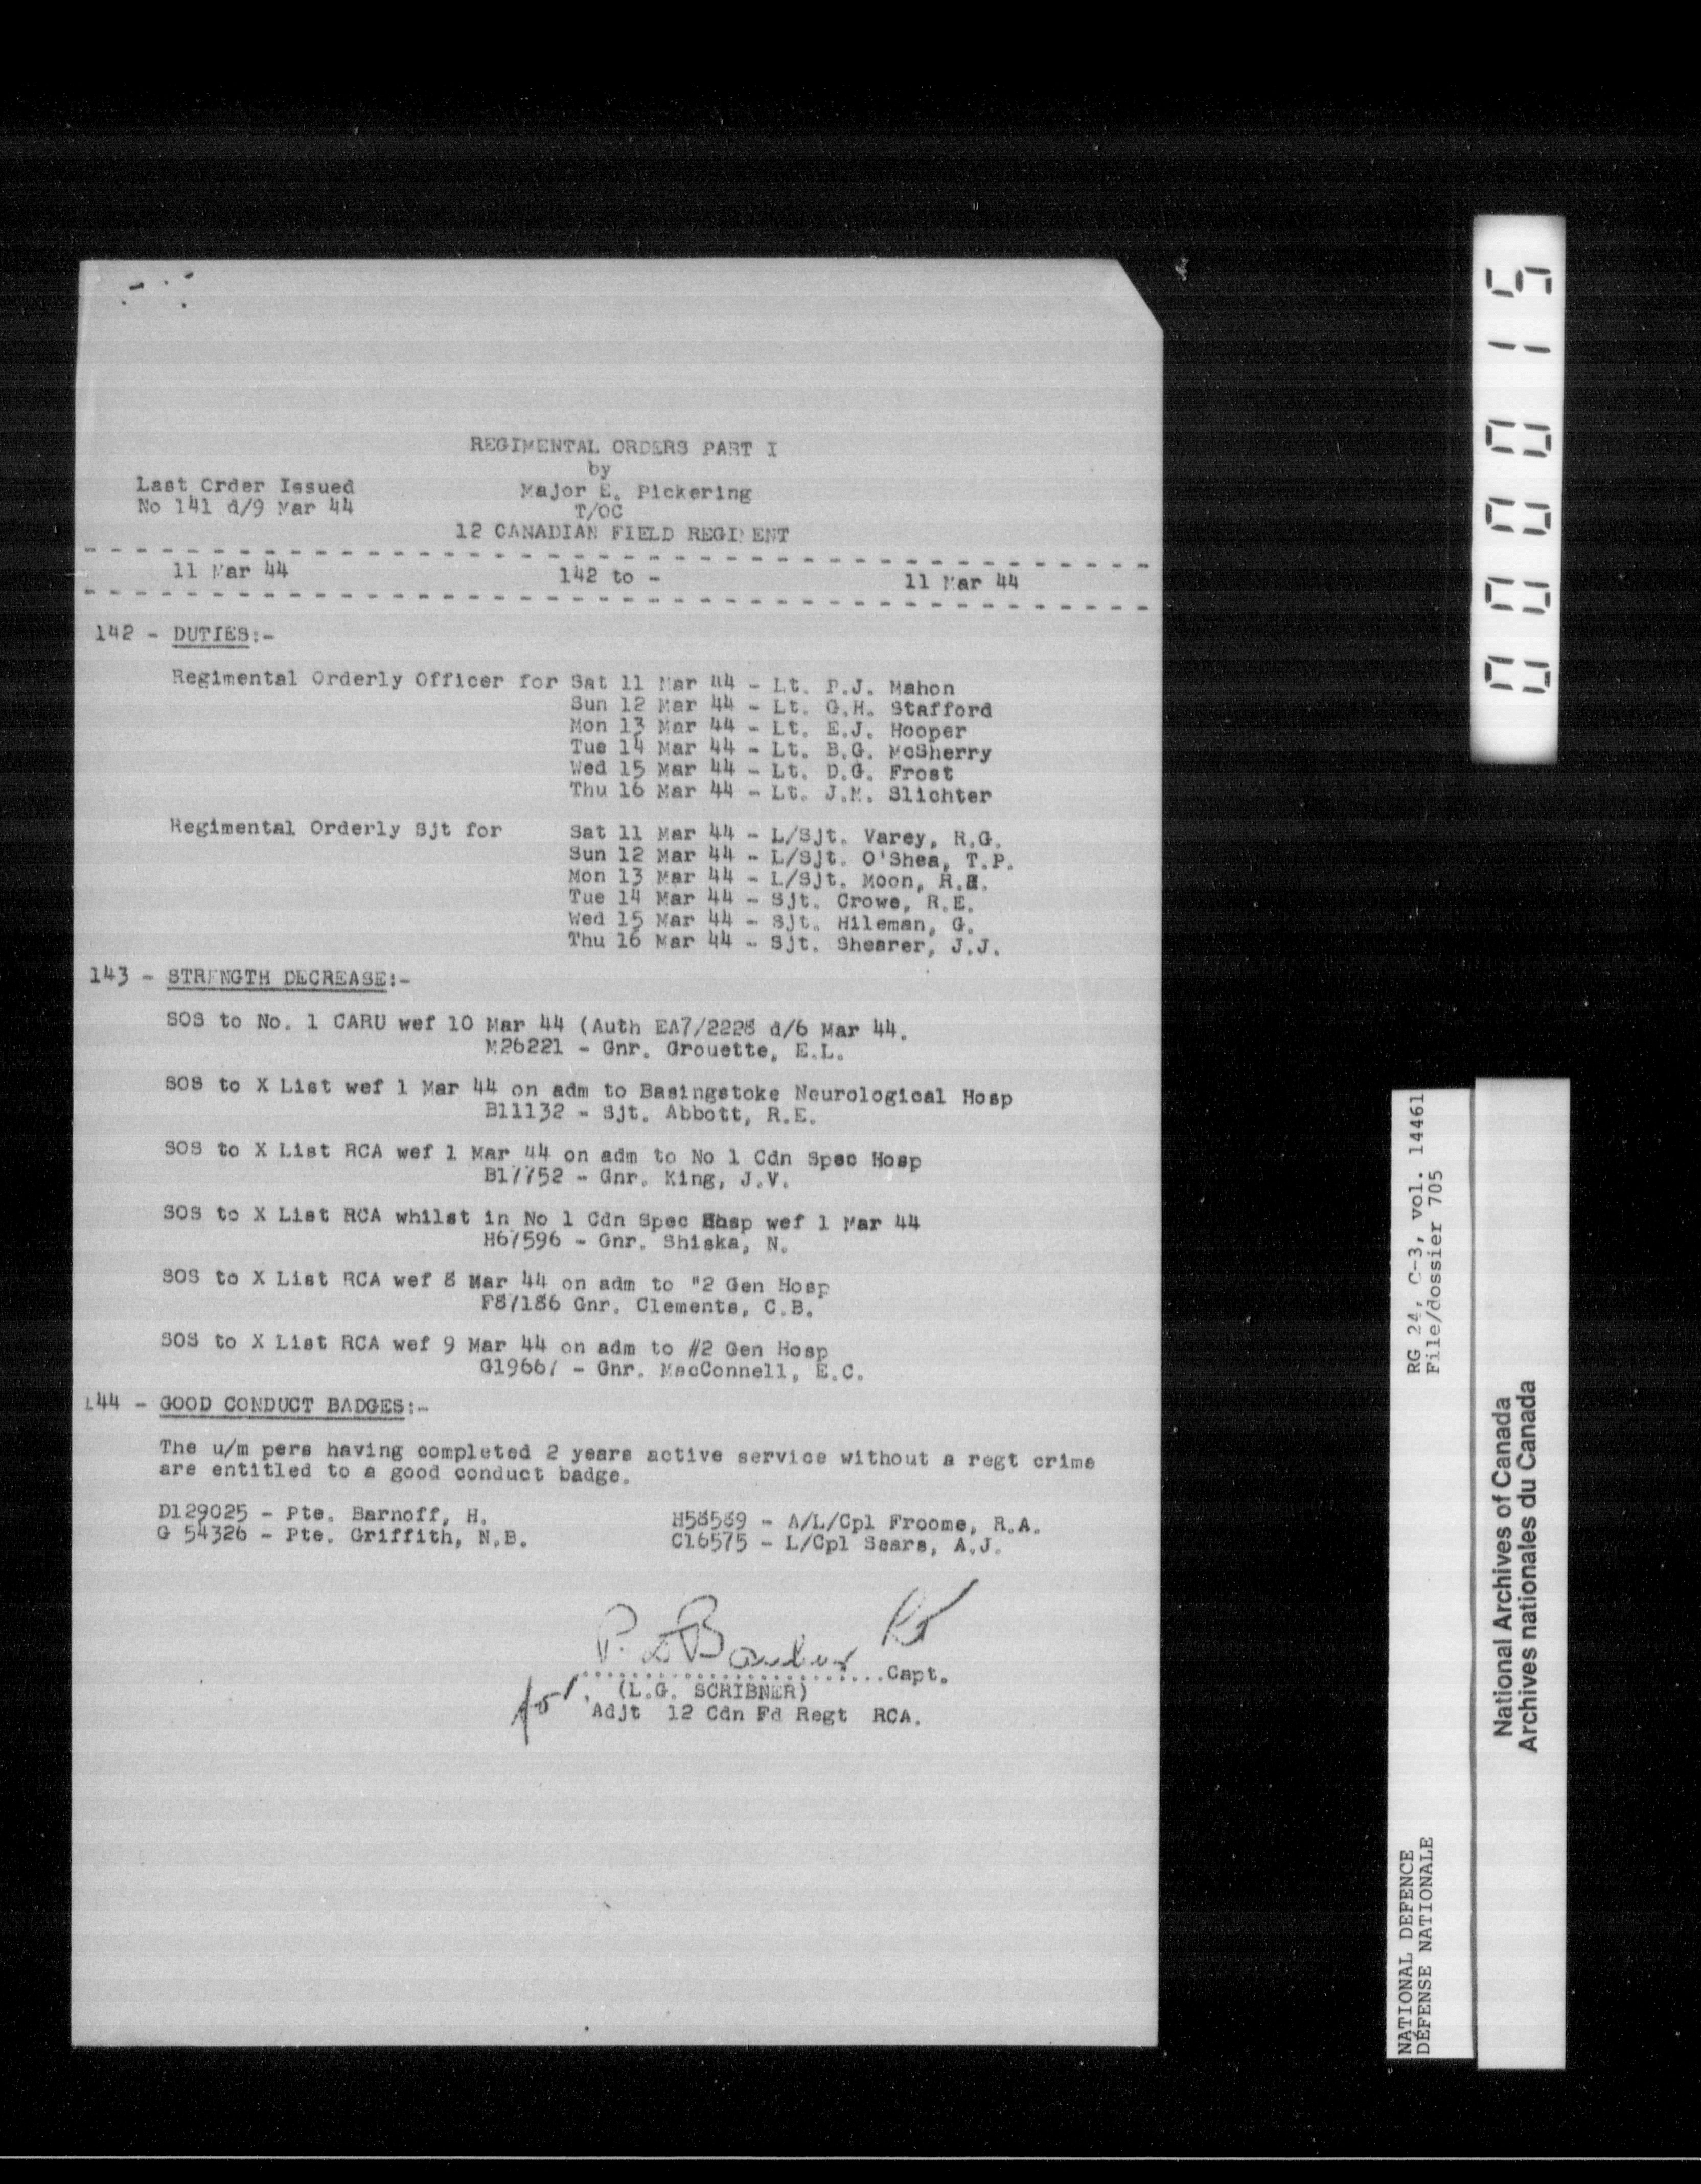 REGIMENTAL ORDERS PART I
by
Last Order Issued
Major E. Pickering
No 141 d/9 Mar 44
T/OC
12 CANADIAN FIELD REGIMENT
11 Mar 44 142 to - 11 Mar 44
142 - DUTIES:-
Regimental Orderly Officer for Sat 11 Mar 44 - Lt. P.J. Mahon
Sun 12 Mar 44 - Lt. G.H. Stafford
Mon 13 Mar 44 - Lt. E.J. Hooper
Tue 14 Mar 44 - Lt. B.G. McSherry
Wed 15 Mar 44 - Lt. D.G. Frost
Thu 16 Mar 44 - Lt. J.M. Slichter
Regimental Orderly Sjt for Sat 11 Mar 44 - L/Sjt. Varey, R.G.
Sun 12 Mar 44 - L/Sjt. O'Shea, T.P.
Mon 13 Mar 44 - L/Sjt. Moon, R.H.
Tue 14 Mar 44 - Sjt. Crowe, R.E.
Wed 15 Mar 44 - Sjt. Hileman, G.
Thu 16 Mar 44 - Sjt. Shearer, J.J.
143 - STRENGTH DECREASE:-
SOS to No. 1 CARU wef 10 Mar 44 (Auth EA7/2228 d/6 Mar 44.
M26221 - Gnr. Grouette, E.L.
SOS to X List wef 1 Mar 44 on adm to Basingstoke Neurological Hosp
B11132 - Sjt. Abbott, R.E.
SOS to X List RCA wef 1 Mar 44 on adm to No 1 Cdn Spec Hosp
B17752 - Gnr. King, J.V.
SOS to X List RCA whilst in No 1 Cdn Spec Hosp wef 1 Mar 44
H67596 - Gnr. Shiska, N.
SOS to X List RCA wef 8 Mar 44 on adm to "2 Gen Hosp
F87186 Gnr. Clements, C.B.
SOS to X List RCA wef 9 Mar 44 on adm to #2 Gen Hosp
G19667 - Gnr. MacConnell, E.C.
144 - GOOD CONDUCT BADGES:-
The u/m pers having completed 2 years active service without a regt crime
are entitled to a good conduct badge.
D129025 - Pte. Barnoff, H. H58589 - A/L/Cpl Froome, R.A.
G 54326 - Pte. Griffith, N.B. C16575 - L/Cpl Sears, A.J.
..........................Capt.
for (L.G. SCRIBNER)
Adjt 12 Cdn Fd Regt RCA.
000015
RG 24, C-3, vol. 14461
File/dossier 705
NATIONAL DEFENCE
DÉFENSE NATIONALE
National Archives of Canada
Archives nationales du Canada